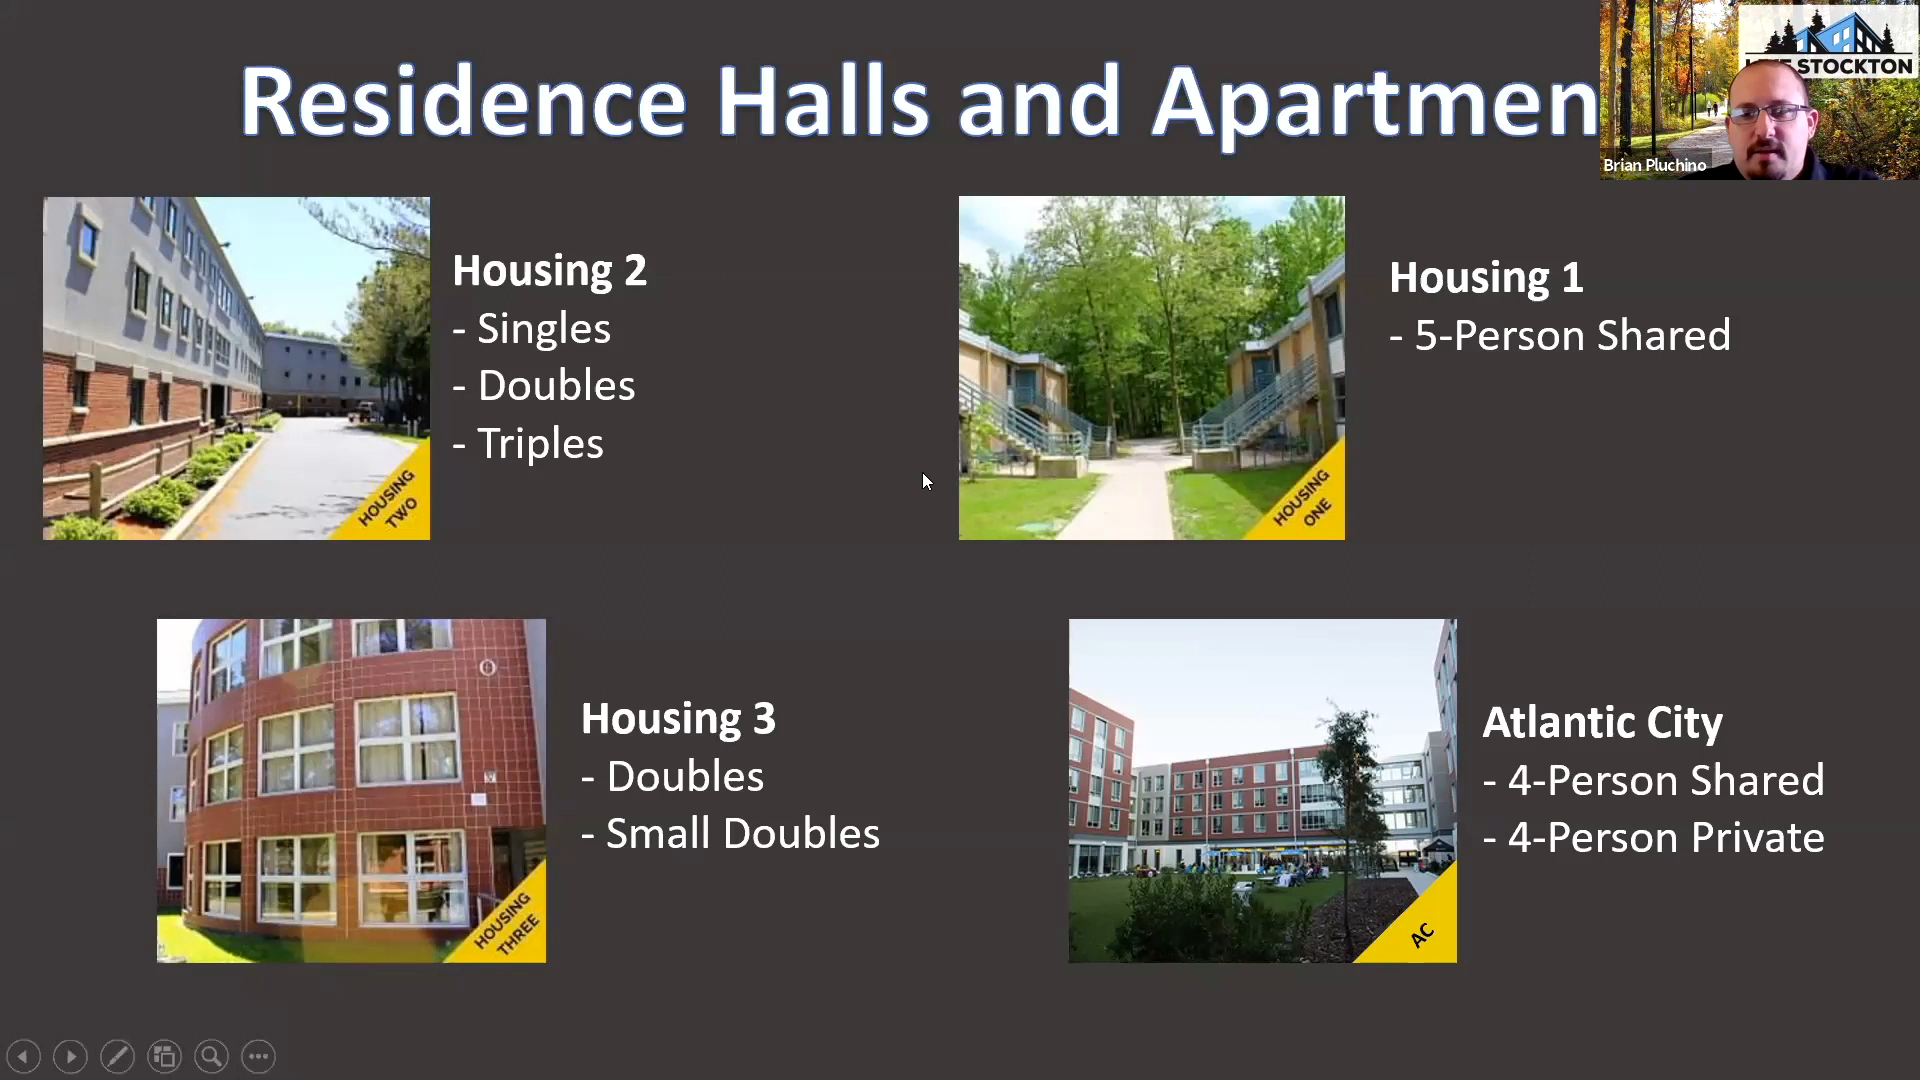 Residence Halls and Apartmen
STOCKTON
Brian Pluchino
Housing 2
- Singles
- Doubles
- Triples
HOUSING
TWO
Housing 1
- 5-Person Shared
HOUSING
ONE
Housing 3
- Doubles
- Small Doubles
HOUSING
THREE
Atlantic City
- 4-Person Shared
- 4-Person Private
AC